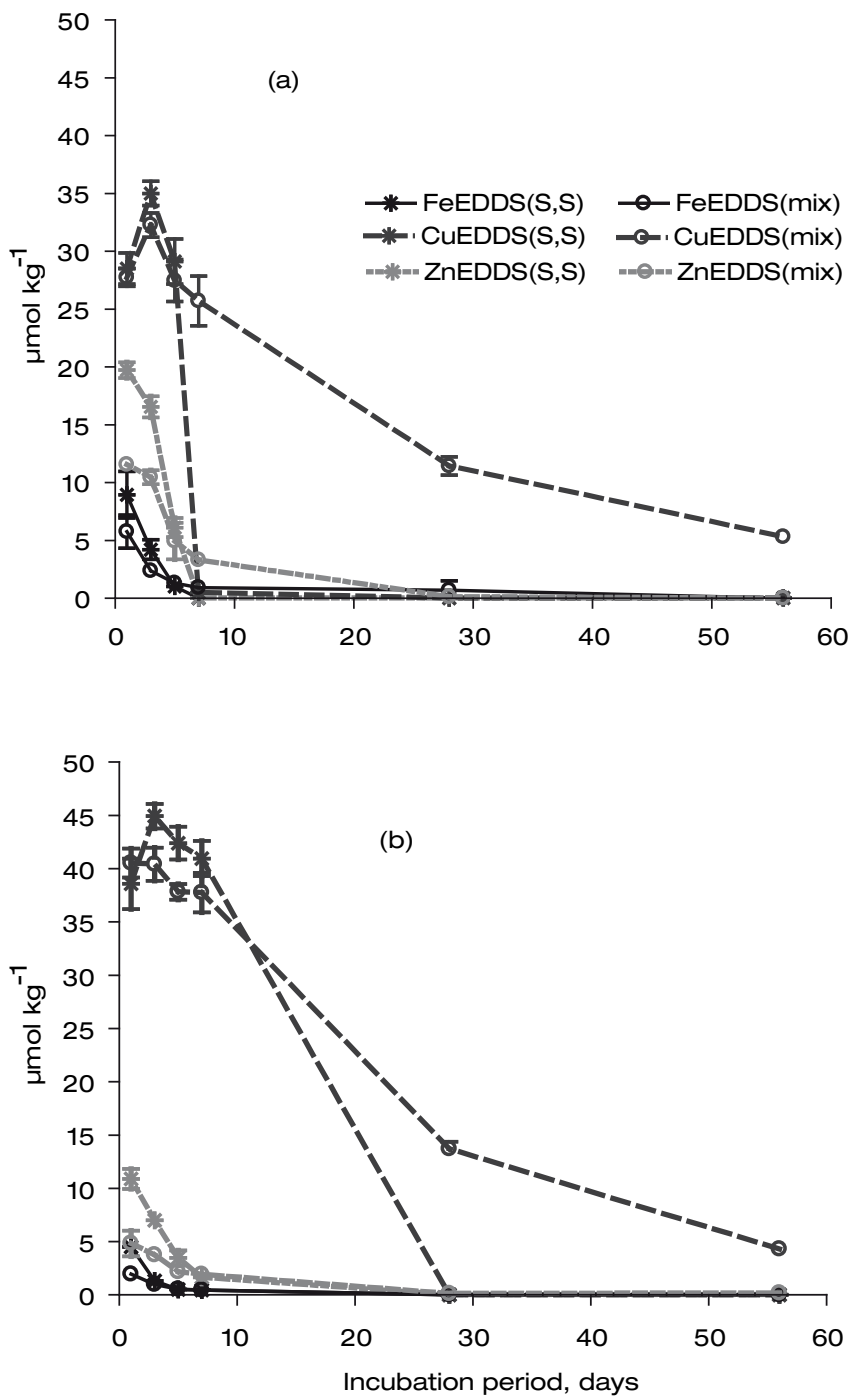 50
(a)
45
40
35
FeEDDS(S,S) FeEDDS(mix)
CuEDDS(S,S) CuEDDS(mix)
ZnEDDS(S,S) ZnEDDS(mix)
30
25
20
15
10
5
0
µmol kg⁻¹
0 10 20 30 40 50 60
50
45
(b)
40
35
30
25
20
15
10
5
0
µmol kg⁻¹
0 10 20 30 40 50 60
Incubation period, days